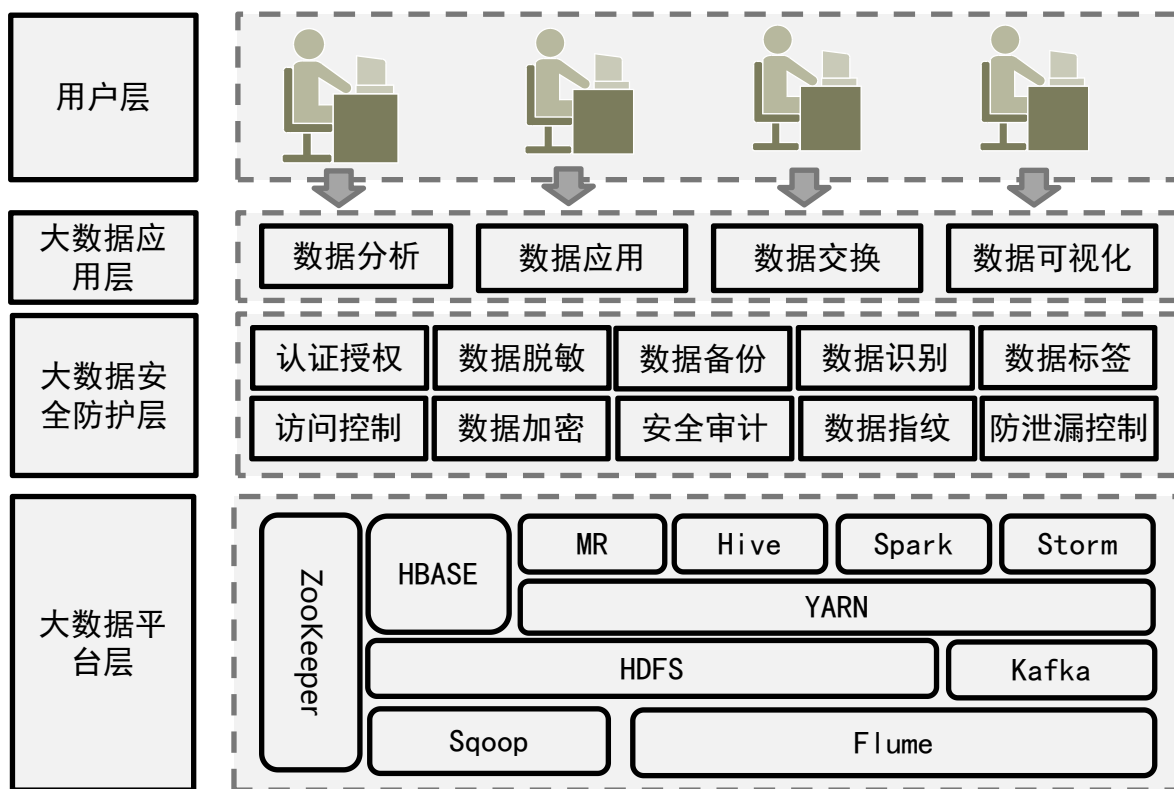 用户层
大数据应
用层
数据分析
数据应用
数据交换
数据可视化
大数据安
全防护层
认证授权
数据脱敏
数据备份
数据识别
数据标签
访问控制
数据加密
安全审计
数据指纹
防泄漏控制
大数据平
台层
ZooKeeper
HBASE
MR
Hive
Spark
Storm
YARN
HDFS
Kafka
Sqoop
Flume